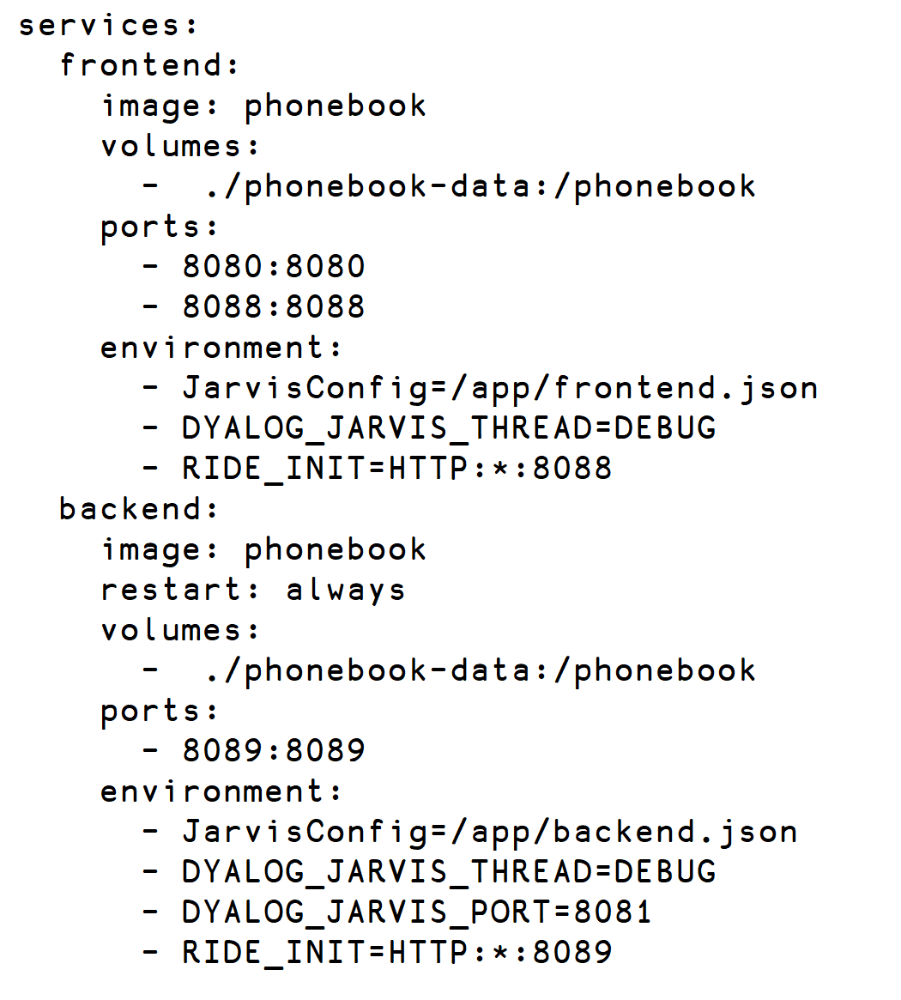 services:
  frontend:
    image: phonebook
    volumes:
      -  ./phonebook-data:/phonebook
    ports:
      - 8080:8080
      - 8088:8088
    environment:
      - JarvisConfig=/app/frontend.json
      - DYALOG_JARVIS_THREAD=DEBUG
      - RIDE_INIT=HTTP:*:8088
  backend:
    image: phonebook
    restart: always
    volumes:
      -  ./phonebook-data:/phonebook
    ports:
      - 8089:8089
    environment:
      - JarvisConfig=/app/backend.json
      - DYALOG_JARVIS_THREAD=DEBUG
      - DYALOG_JARVIS_PORT=8081
      - RIDE_INIT=HTTP:*:8089